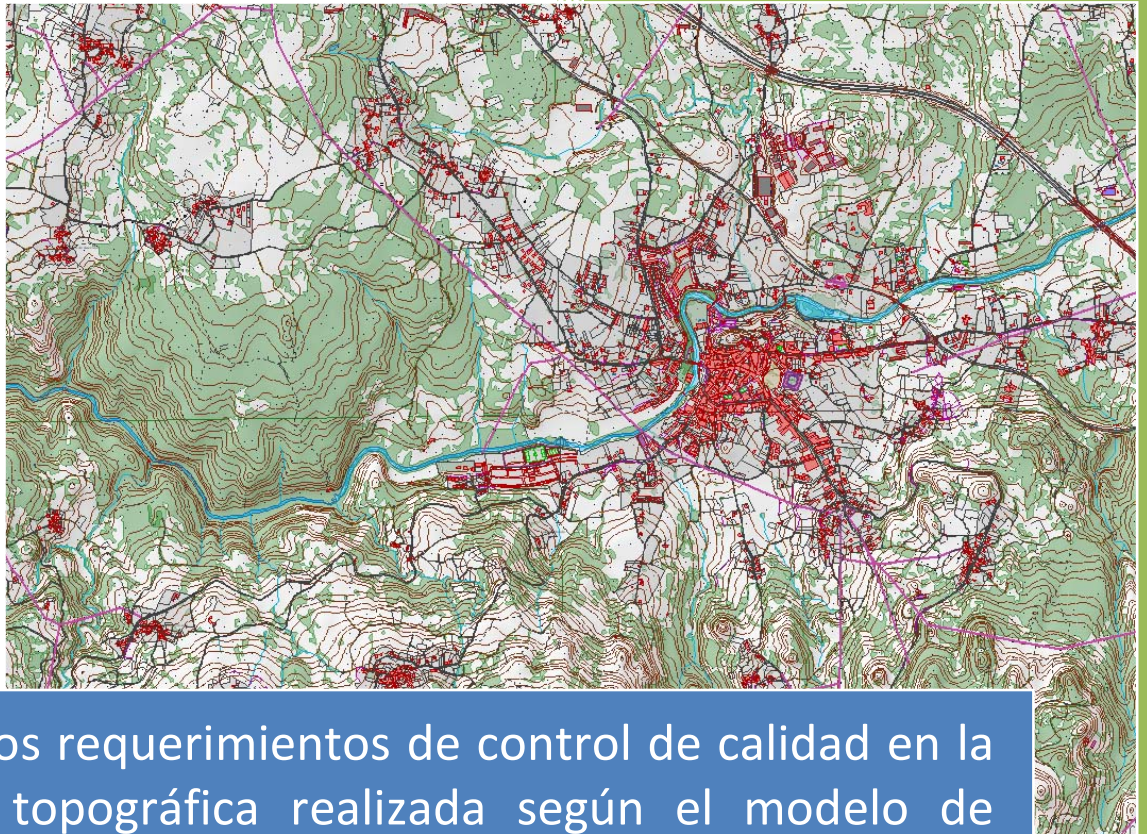 os requerimientos de control de calidad en la
topográfica realizada según el modelo de